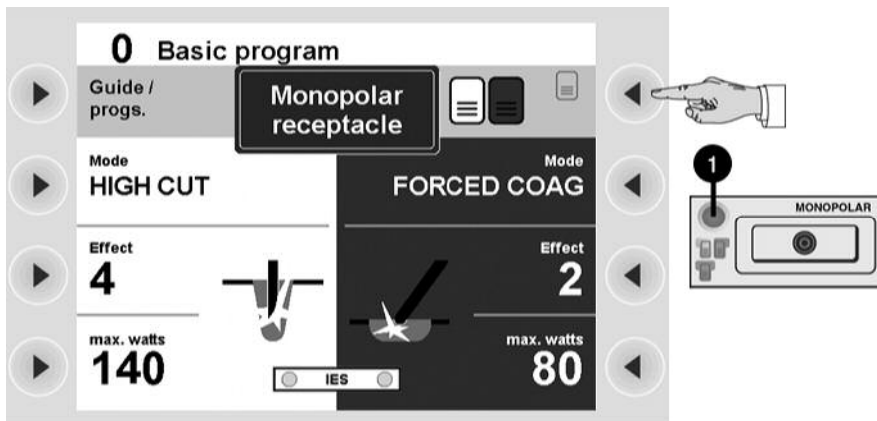 0 Basic program
Guide /
progs.
Monopolar
receptacle
Mode
HIGH CUT
Mode
FORCED COAG
Effect
4
Effect
2
max. watts
140
max. watts
80
IES
1
MONOPOLAR